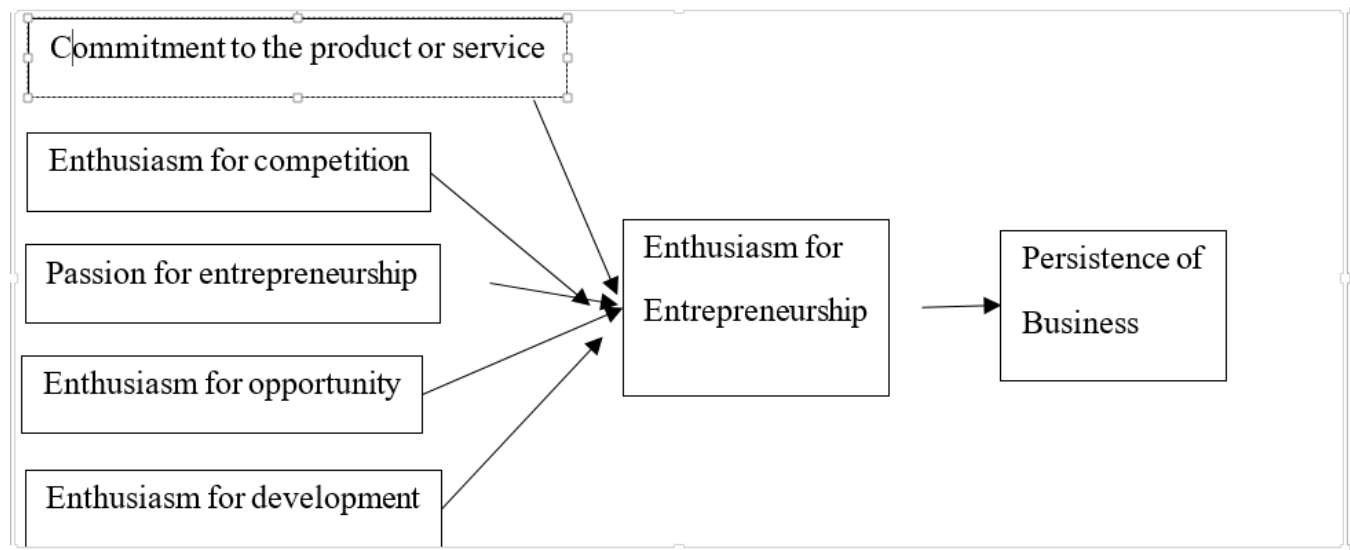 Commitment to the product or service
Enthusiasm for competition
Passion for entrepreneurship
Enthusiasm for opportunity
Enthusiasm for development
Enthusiasm for
Entrepreneurship
Persistence of
Business